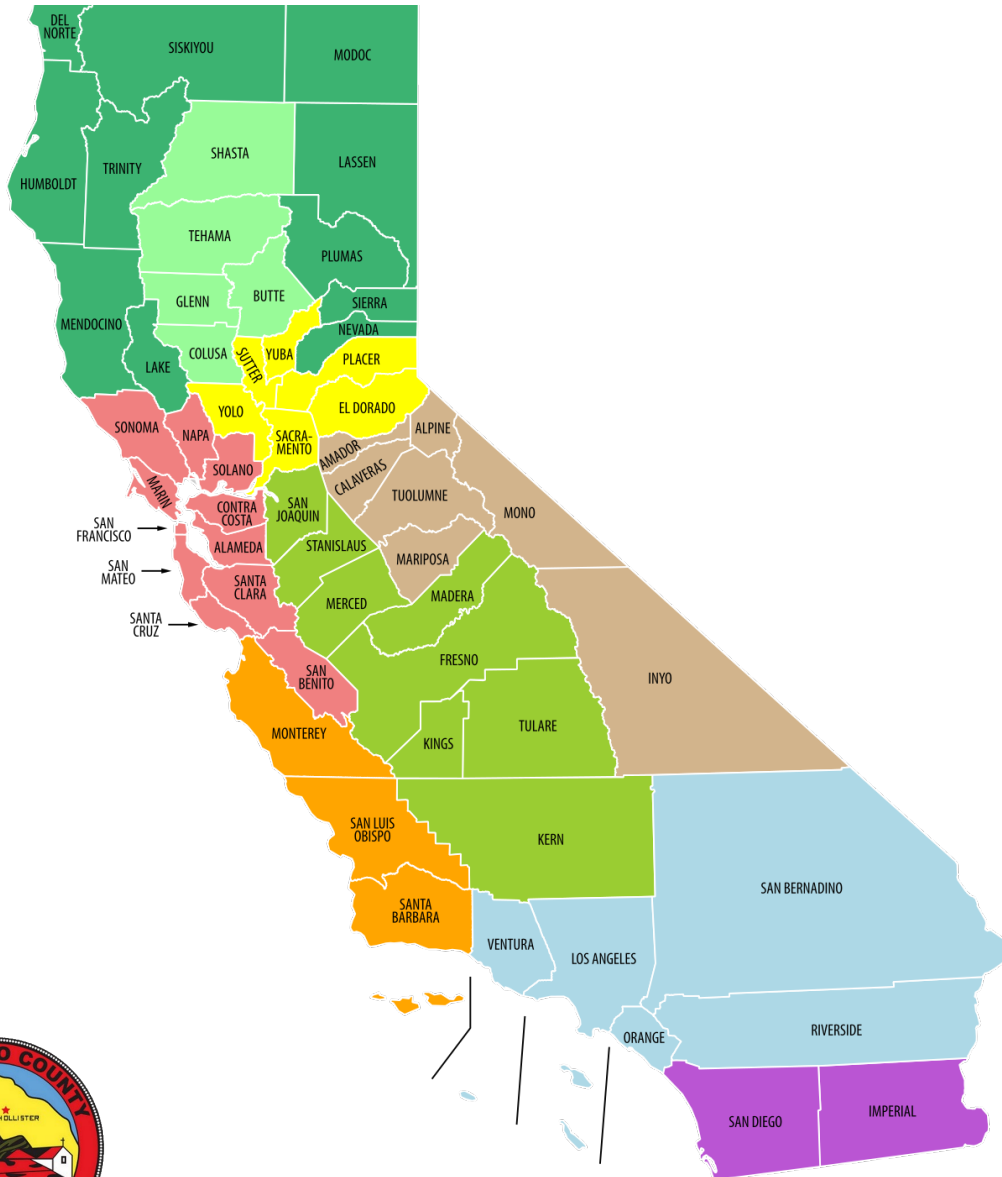 DEL
NORTE
SISKIYOU
MODOC
SHASTA
LASSEN
TRINITY
HUMBOLDT
TEHAMA
PLUMAS
GLENN
BUTTE
SIERRA
MENDOCINO
NEVADA
COLUSA
SUTTER
YUBA
PLACER
LAKE
EL DORADO
YOLO
SONOMA
NAPA
SACRA-
MENTO
ALPINE
AMADOR
SOLANO
CALAVERAS
MARIN
TUOLUMNE
SAN
JOAQUIN
CONTRA
COSTA
MONO
SAN
FRANCISCO
ALAMEDA
STANISLAUS
MARIPOSA
SAN
MATEO
SANTA
CLARA
MERCED
MADERA
SANTA
CRUZ
FRESNO
SAN
BENITO
INYO
MONTEREY
KINGS
TULARE
SAN LUIS
OBISPO
KERN
SAN BERNADINO
SANTA
BARBARA
VENTURA
LOS ANGELES
ORANGE
RIVERSIDE
O COUNTY
HOLLISTER
SAN DIEGO
IMPERIAL